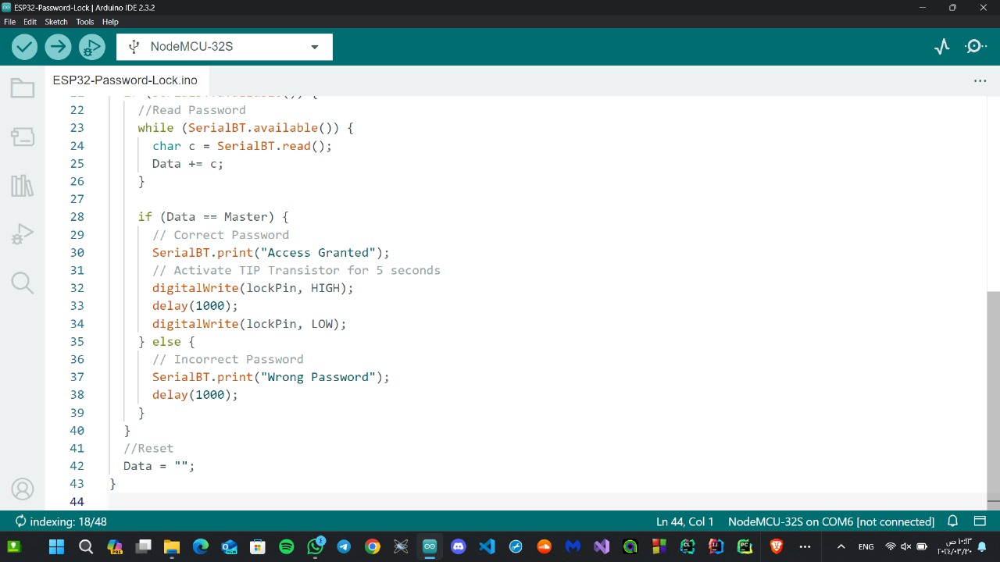 ESP32-Password-Lock | Arduino IDE 2.3.2
File Edit Sketch Tools Help
NodeMCU-32S
ESP32-Password-Lock.ino
22 //Read Password
23 while (SerialBT.available()) {
24 char c = SerialBT.read();
25 Data += c;
26 }
27
28 if (Data == Master) {
29 // Correct Password
30 SerialBT.print("Access Granted");
31 // Activate TIP Transistor for 5 seconds
32 digitalWrite(lockPin, HIGH);
33 delay(1000);
34 digitalWrite(lockPin, LOW);
35 } else {
36 // Incorrect Password
37 SerialBT.print("Wrong Password");
38 delay(1000);
39 }
40 }
41 //Reset
42 Data = "";
43 }
44
indexing: 18/48 Ln 44, Col 1 NodeMCU-32S on COM6 [not connected]
ENG